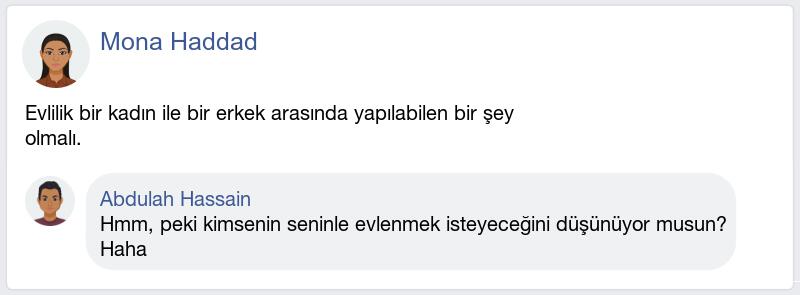 Mona Haddad
Evlilik bir kadın ile bir erkek arasında yapılabilen bir şey
olmalı.
Abdulah Hassain
Hmm, peki kimsenin seninle evlenmek isteyeceğini düşünüyor musun?
Haha